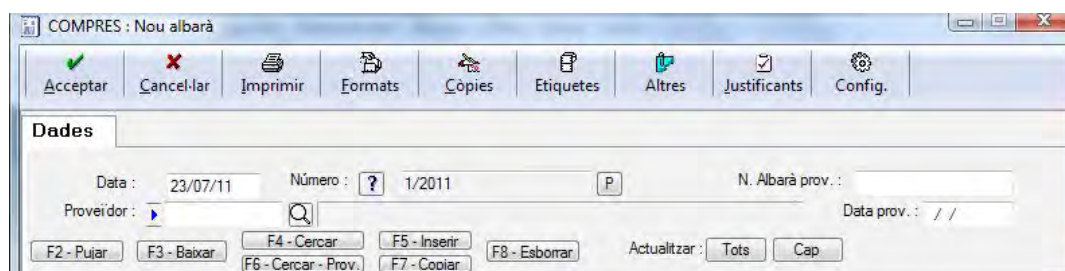 COMPRES : Nou albarà
Acceptar Cancel·lar Imprimir Formats Còpies Etiquetes Altres Justificants Config.
Dades
Data : 23/07/11 Número : ? 1/2011 P N. Albarà prov. :
Proveïdor : Data prov. : / /
F2 - Pujar F3 - Baixar F4 - Cercar F5 - Inserir F8 - Esborrar Actualitzar : Tots Cap
F6 - Cercar - Prov. F7 - Copiar